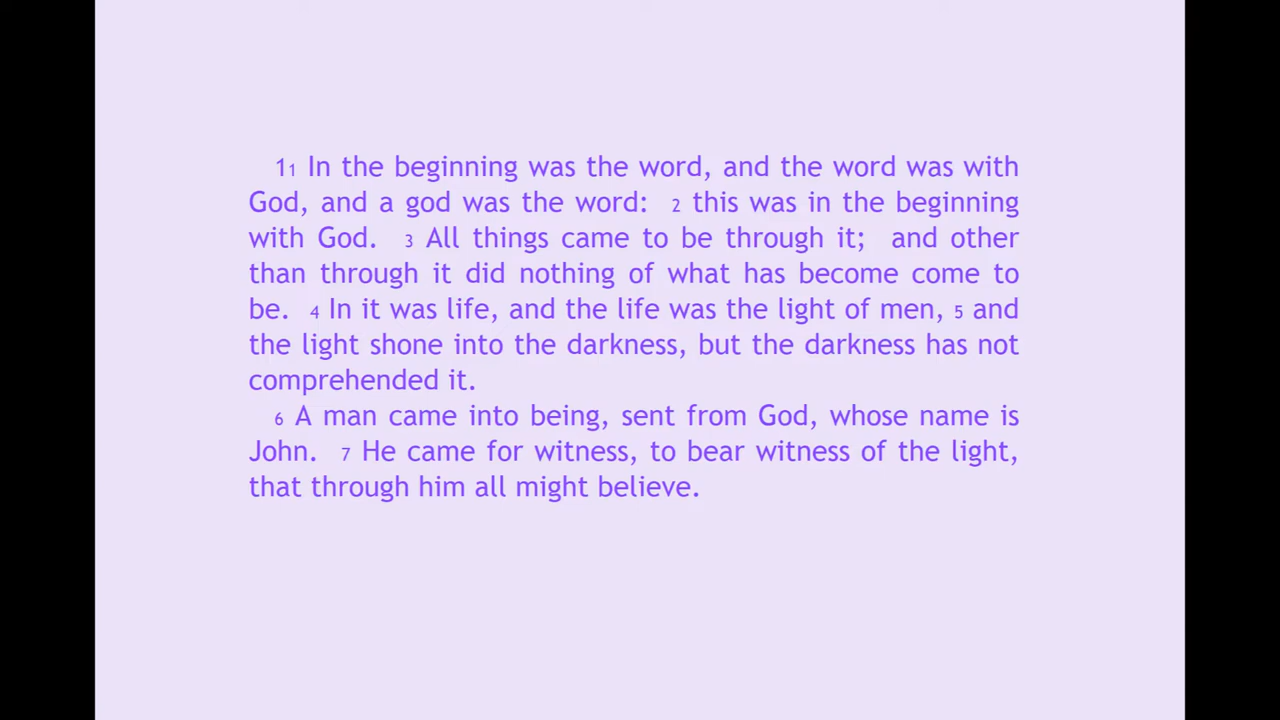 11 In the beginning was the word, and the word was with
God, and a god was the word: 2 this was in the beginning
with God. 3 All things came to be through it; and other
than through it did nothing of what has become come to
be. 4 In it was life, and the life was the light of men, 5 and
the light shone into the darkness, but the darkness has not
comprehended it.
6 A man came into being, sent from God, whose name is
John. 7 He came for witness, to bear witness of the light,
that through him all might believe.